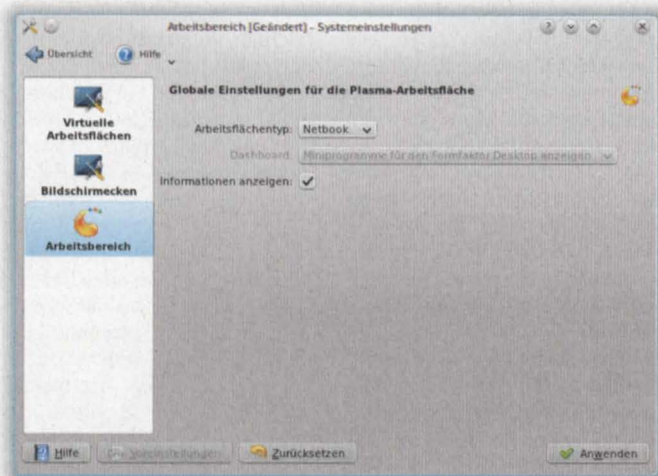 Arbeitsbereich [Geändert] – Systemeinstellungen
Übersicht Hilfe
Virtuelle
Arbeitsflächen
Bildschirmecken
Arbeitsbereich
Globale Einstellungen für die Plasma-Arbeitsfläche
Arbeitsflächentyp: Netbook
Dashboard: Miniprogramme für den Formfaktor Desktop anzeigen
Informationen anzeigen:
Hilfe Voreinstellungen Zurücksetzen Anwenden